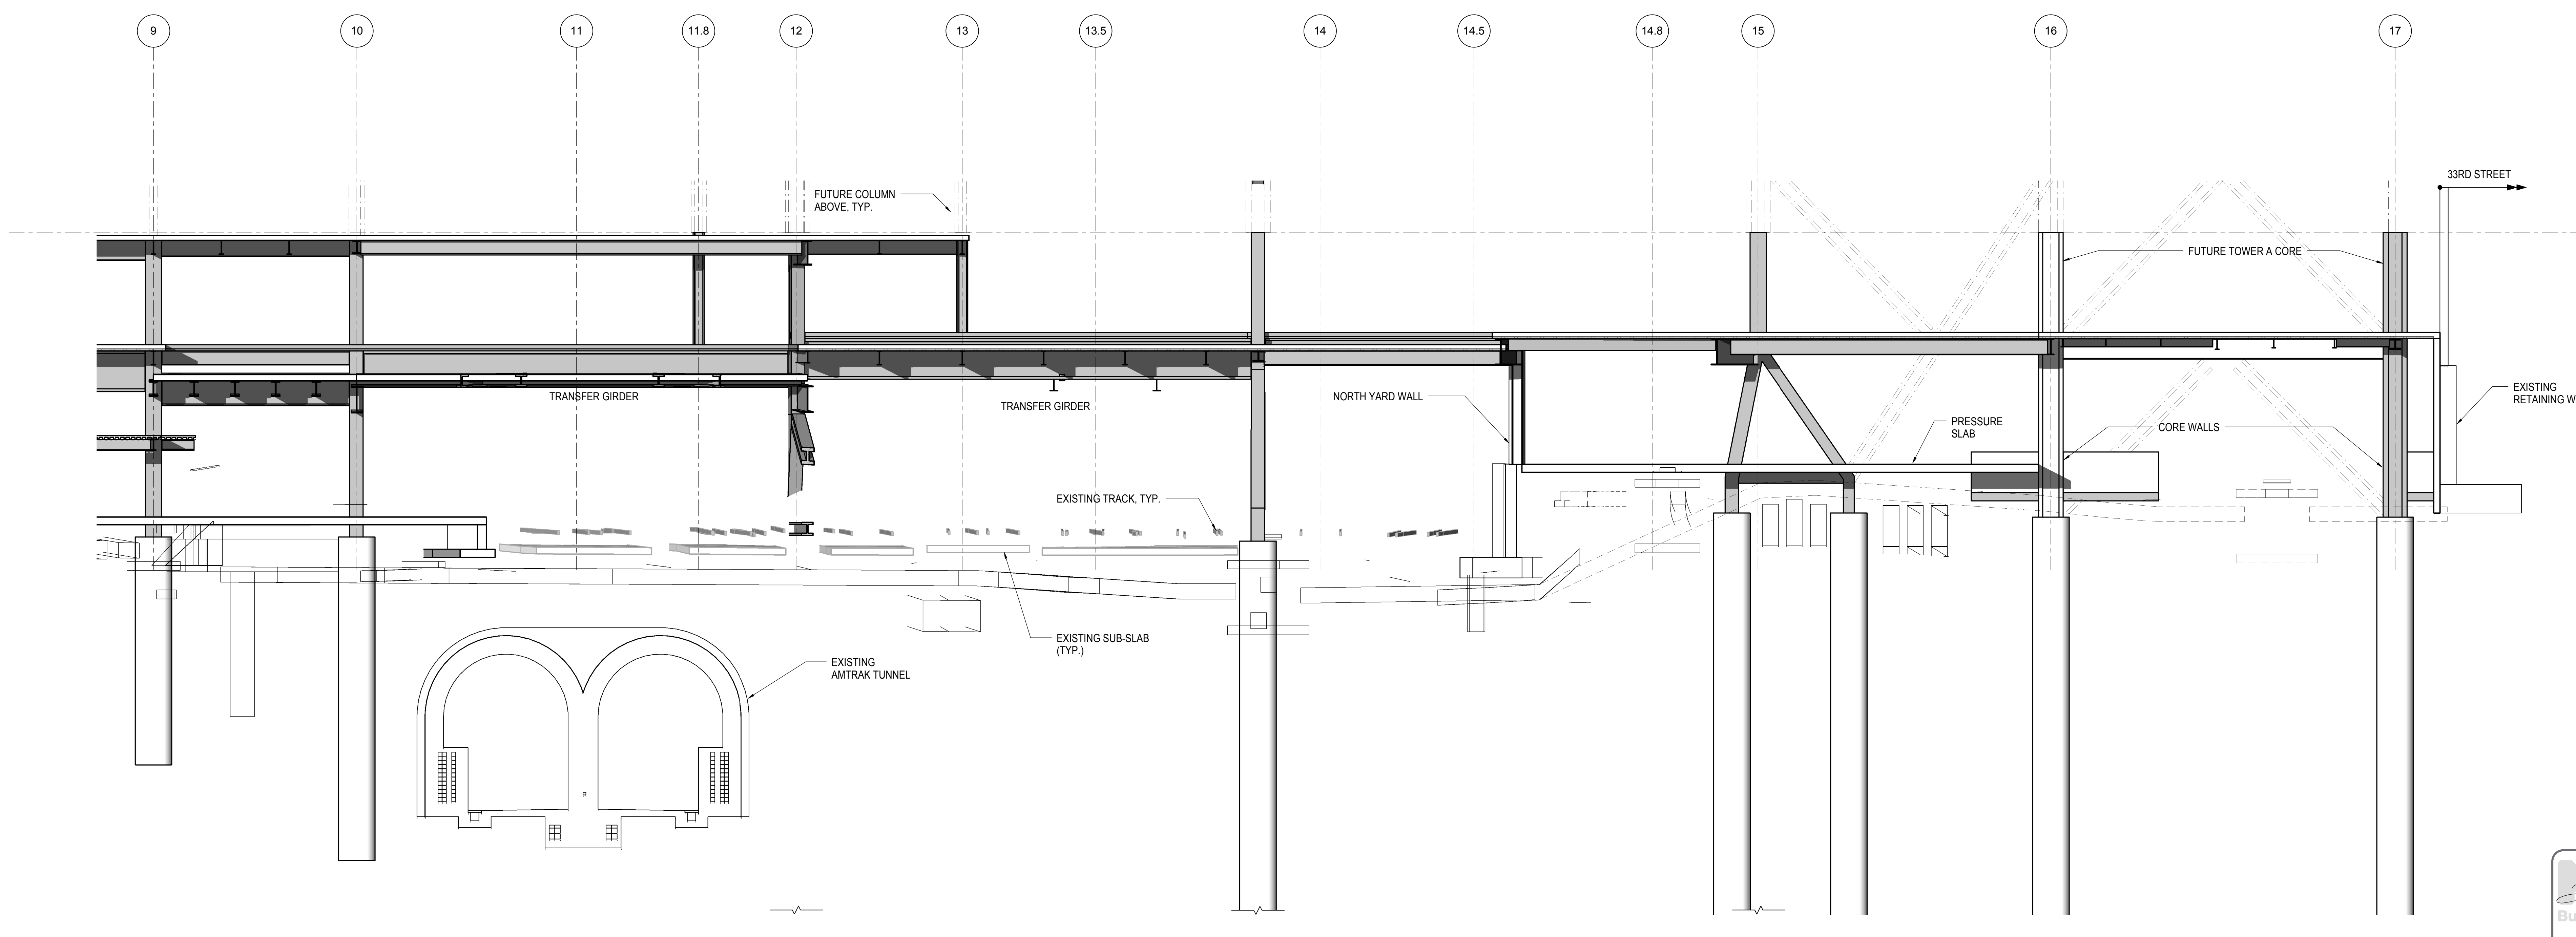 9
10
11
11.8
12
13
13.5
14
14.5
14.8
15
16
17
33RD STREET
FUTURE COLUMN
ABOVE, TYP.
FUTURE TOWER A CORE
TRANSFER GIRDER
TRANSFER GIRDER
NORTH YARD WALL
PRESSURE
SLAB
CORE WALLS
EXISTING
RETAINING W
EXISTING TRACK, TYP.
EXISTING SUB-SLAB
(TYP.)
EXISTING
AMTRAK TUNNEL
Bu